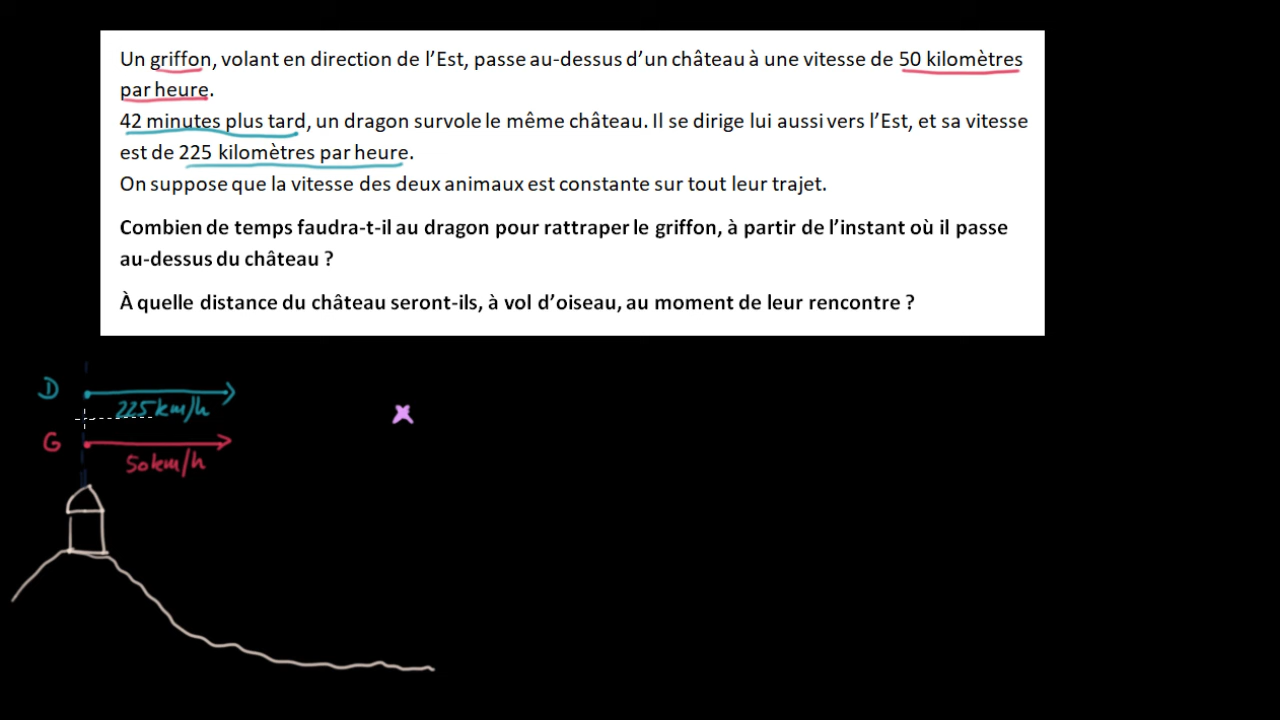 Un griffon, volant en direction de l’Est, passe au-dessus d’un château à une vitesse de 50 kilomètres
par heure.
42 minutes plus tard, un dragon survole le même château. Il se dirige lui aussi vers l’Est, et sa vitesse
est de 225 kilomètres par heure.
On suppose que la vitesse des deux animaux est constante sur tout leur trajet.
Combien de temps faudra-t-il au dragon pour rattraper le griffon, à partir de l’instant où il passe
au-dessus du château ?
À quelle distance du château seront-ils, à vol d’oiseau, au moment de leur rencontre ?
D
225 km/h
G
50 km/h